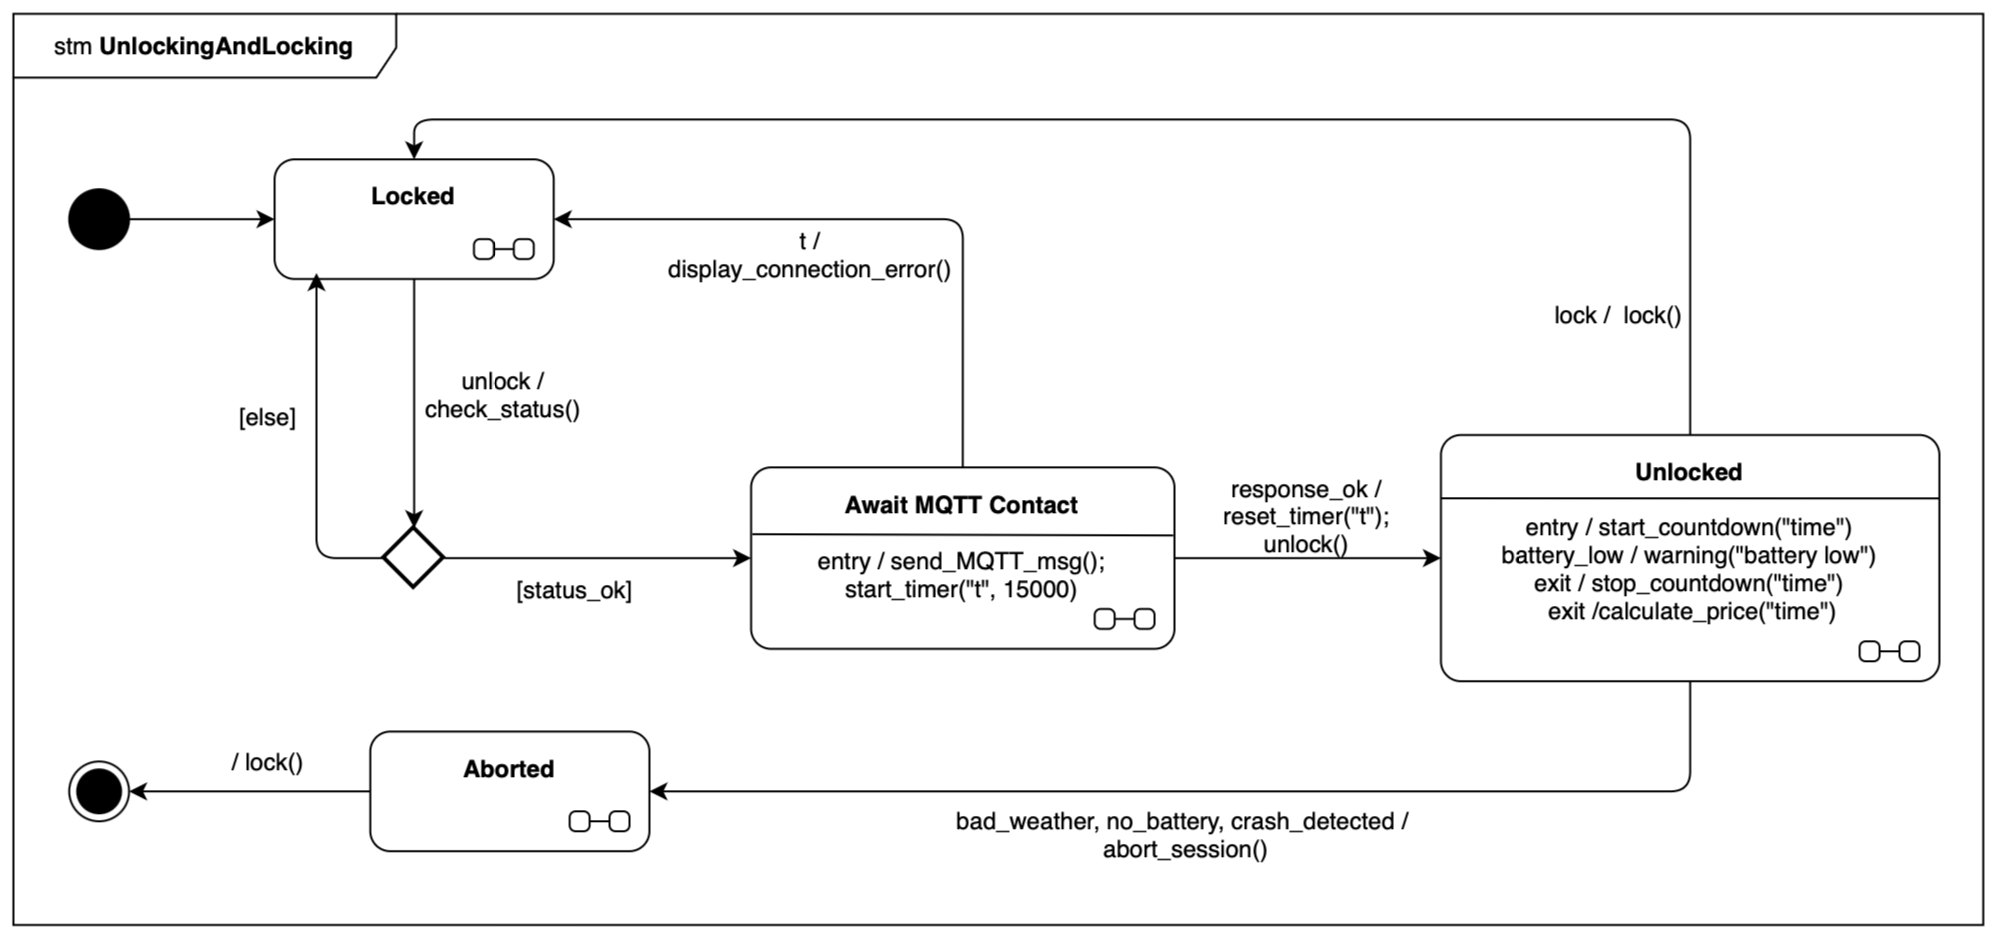 stm UnlockingAndLocking
Locked
t /
display_connection_error()
lock /  lock()
unlock /
check_status()
[else]
[status_ok]
Await MQTT Contact
entry / send_MQTT_msg();
start_timer("t", 15000)
response_ok /
reset_timer("t");
unlock()
Unlocked
entry / start_countdown("time")
battery_low / warning("battery low")
exit / stop_countdown("time")
exit /calculate_price("time")
/ lock()
Aborted
bad_weather, no_battery, crash_detected /
abort_session()